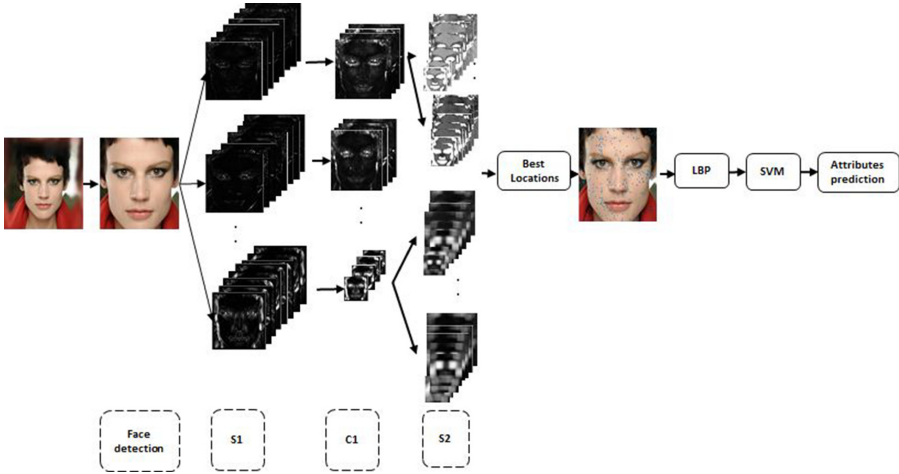 Best
Locations
LBP
SVM
Attributes
prediction
Face
detection
S1
C1
S2